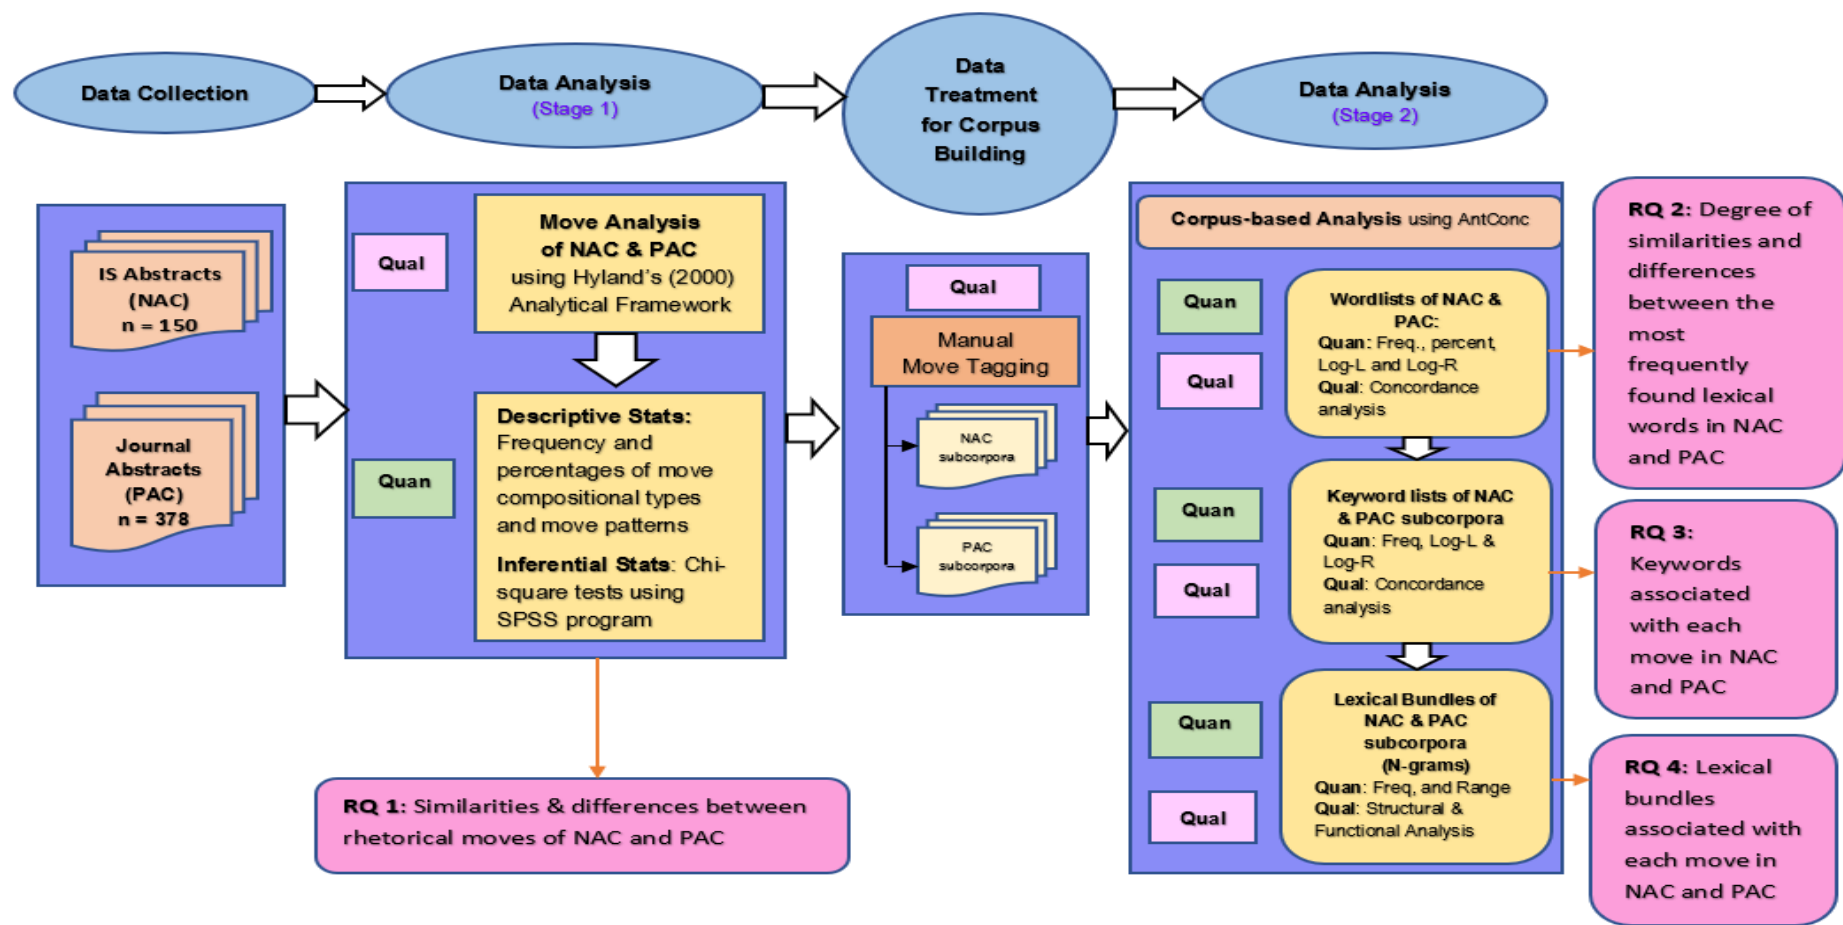 Data Collection
Data Analysis
(Stage 1)
Data
Treatment
for Corpus
Building
Data Analysis
(Stage 2)
IS Abstracts
(NAC)
n = 150
Journal
Abstracts
(PAC)
n = 378
Qual
Move Analysis
of NAC & PAC
using Hyland's (2000)
Analytical Framework
Quan
Descriptive Stats:
Frequency and
percentages of move
compositional types
and move patterns
Inferential Stats: Chi-
square tests using
SPSS program
RQ 1: Similarities & differences between
rhetorical moves of NAC and PAC
Qual
Manual
Move Tagging
NAC
subcorpora
PAC
subcorpora
Corpus-based Analysis using AntConc
Quan
Qual
Wordlists of NAC &
PAC:
Quan: Freq., percent,
Log-L and Log-R
Qual: Concordance
analysis
Quan
Qual
Keyword lists of NAC
& PAC subcorpora
Quan: Freq, Log-L &
Log-R
Qual: Concordance
analysis
Quan
Qual
Lexical Bundles of
NAC & PAC
subcorpora
(N-grams)
Quan: Freq, and Range
Qual: Structural &
Functional Analysis
RQ 2: Degree of
similarities and
differences
between the
most
frequently
found lexical
words in NAC
and PAC
RQ 3:
Keywords
associated
with each
move in NAC
and PAC
RQ 4: Lexical
bundles
associated with
each move in
NAC and PAC